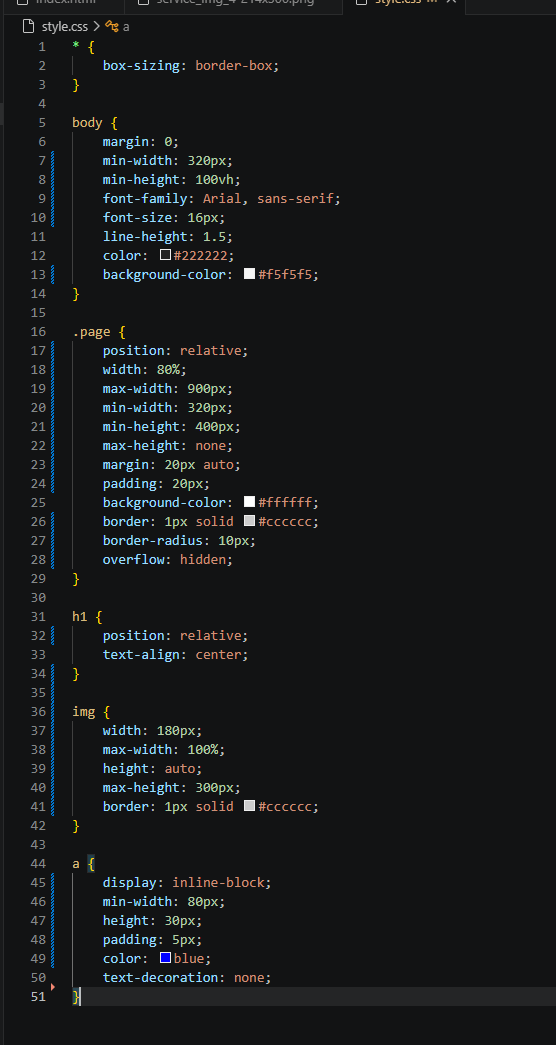 index.html service_img_4-214x300.png style.css
style.css > a
1 * {
2 box-sizing: border-box;
3 }
4
5 body {
6 margin: 0;
7 min-width: 320px;
8 min-height: 100vh;
9 font-family: Arial, sans-serif;
10 font-size: 16px;
11 line-height: 1.5;
12 color: #222222;
13 background-color: #f5f5f5;
14 }
15
16 .page {
17 position: relative;
18 width: 80%;
19 max-width: 900px;
20 min-width: 320px;
21 min-height: 400px;
22 max-height: none;
23 margin: 20px auto;
24 padding: 20px;
25 background-color: #ffffff;
26 border: 1px solid #cccccc;
27 border-radius: 10px;
28 overflow: hidden;
29 }
30
31 h1 {
32 position: relative;
33 text-align: center;
34 }
35
36 img {
37 width: 180px;
38 max-width: 100%;
39 height: auto;
40 max-height: 300px;
41 border: 1px solid #cccccc;
42 }
43
44 a {
45 display: inline-block;
46 min-width: 80px;
47 height: 30px;
48 padding: 5px;
49 color: blue;
50 text-decoration: none;
51 }